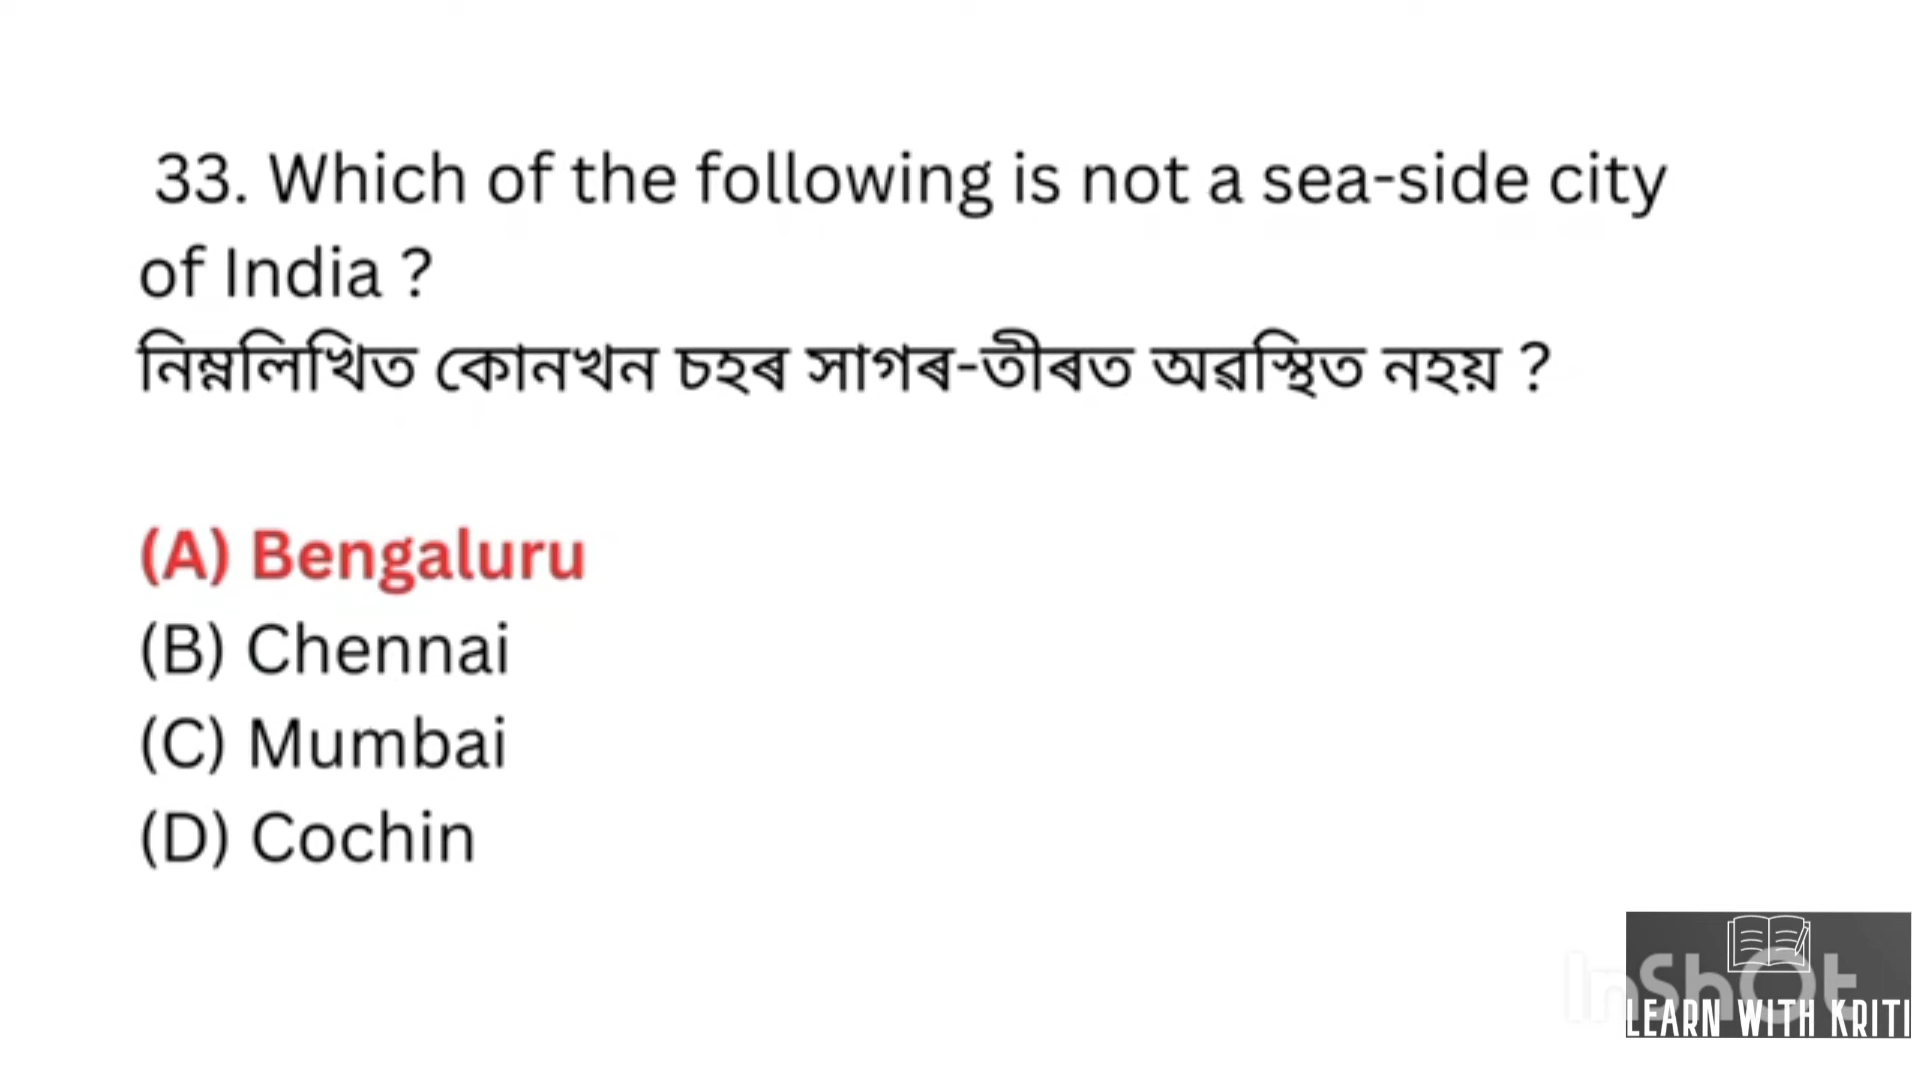 33. Which of the following is not a sea-side city
of India ?
নিম্নলিখিত কোনখন চহৰ সাগৰ-তীৰত অৱস্থিত নহয় ?
(A) Bengaluru
(B) Chennai
(C) Mumbai
(D) Cochin
InShOt
LEARN WITH KRITI